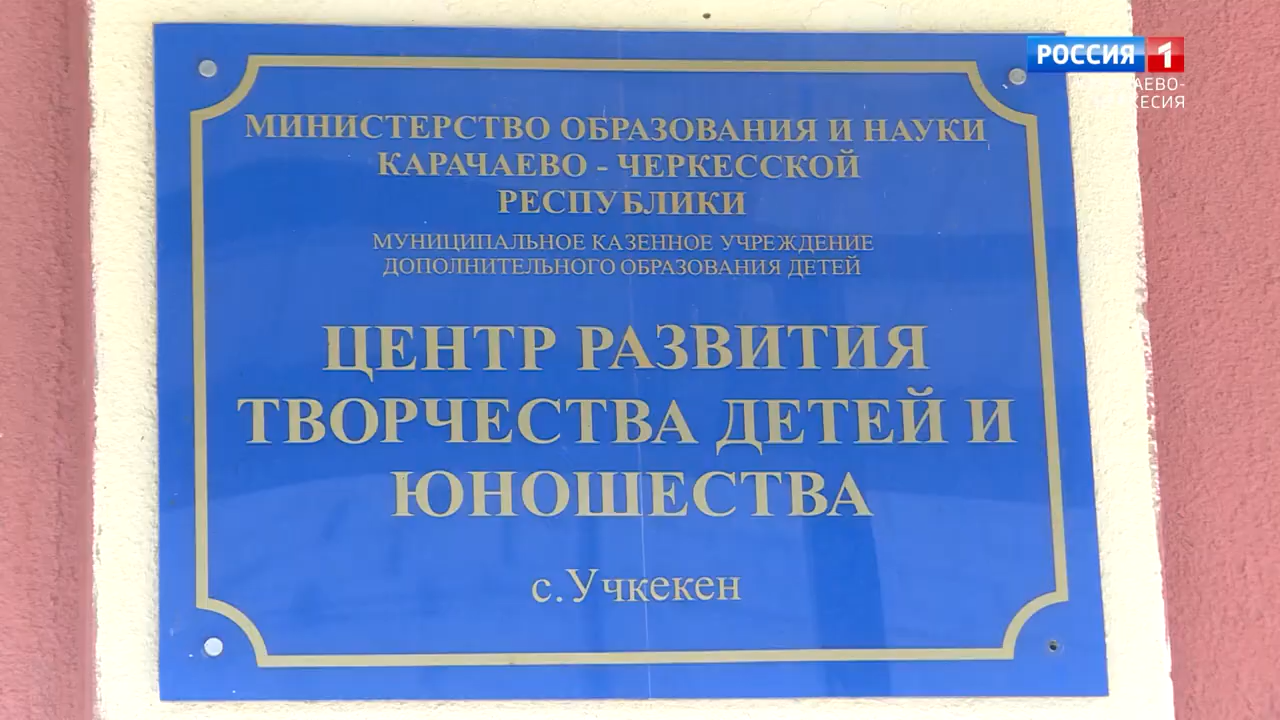 РОССИЯ 1
МИНИСТЕРСТВО ОБРАЗОВАНИЯ И НАУКИ
КАРАЧАЕВО - ЧЕРКЕССКОЙ
РЕСПУБЛИКИ
МУНИЦИПАЛЬНОЕ КАЗЕННОЕ УЧРЕЖДЕНИЕ
ДОПОЛНИТЕЛЬНОГО ОБРАЗОВАНИЯ ДЕТЕЙ
ЦЕНТР РАЗВИТИЯ
ТВОРЧЕСТВА ДЕТЕЙ И
ЮНОШЕСТВА
с.Учкекен